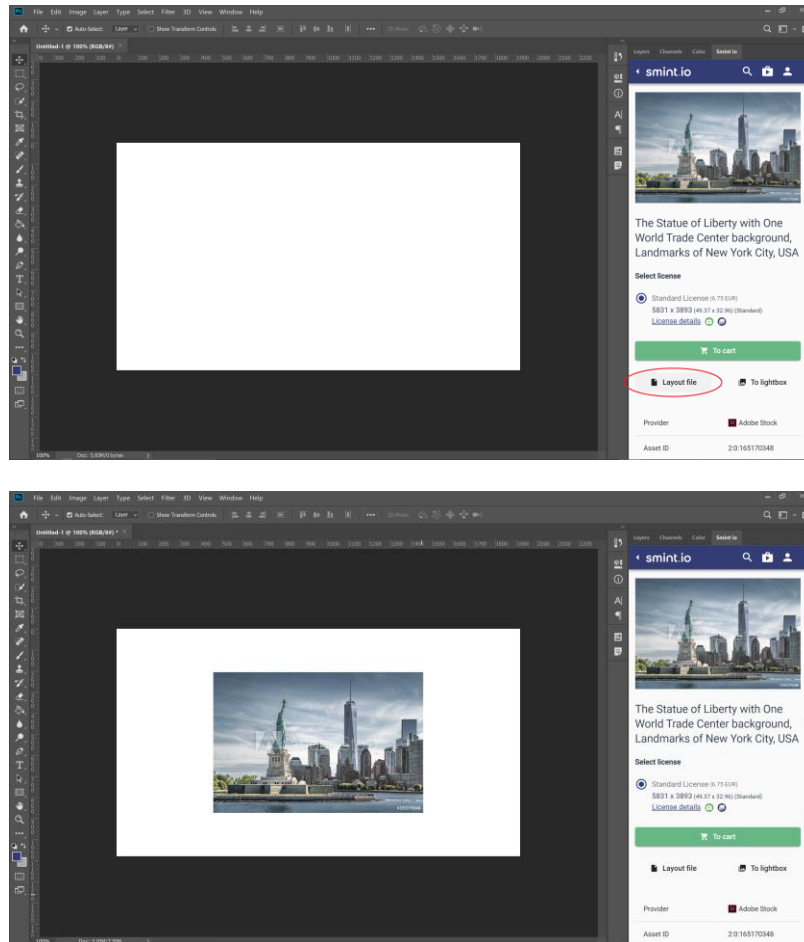 File Edit Image Layer Type Select Filter 3D View Window Help
Auto-Select: Layer Show Transform Controls 3D Mode:
Untitled-1 @ 100% (RGB/8#) ×
Layers Channels Color Smint.io
smint.io
The Statue of Liberty with One
World Trade Center background,
Landmarks of New York City, USA
Select license
Standard License (6.75 EUR)
5831 x 3893 (49.37 x 32.96) (Standard)
License details
To cart
Layout file To lightbox
Provider Adobe Stock
Asset ID 2.0:165170348
100%
File Edit Image Layer Type Select Filter 3D View Window Help
Auto-Select: Layer Show Transform Controls 3D Mode:
Untitled-1 @ 100% (RGB/8#) * ×
Layers Channels Color Smint.io
smint.io
The Statue of Liberty with One
World Trade Center background,
Landmarks of New York City, USA
Select license
Standard License (6.75 EUR)
5831 x 3893 (49.37 x 32.96) (Standard)
License details
To cart
Layout file To lightbox
Provider Adobe Stock
Asset ID 2.0:165170348
100%